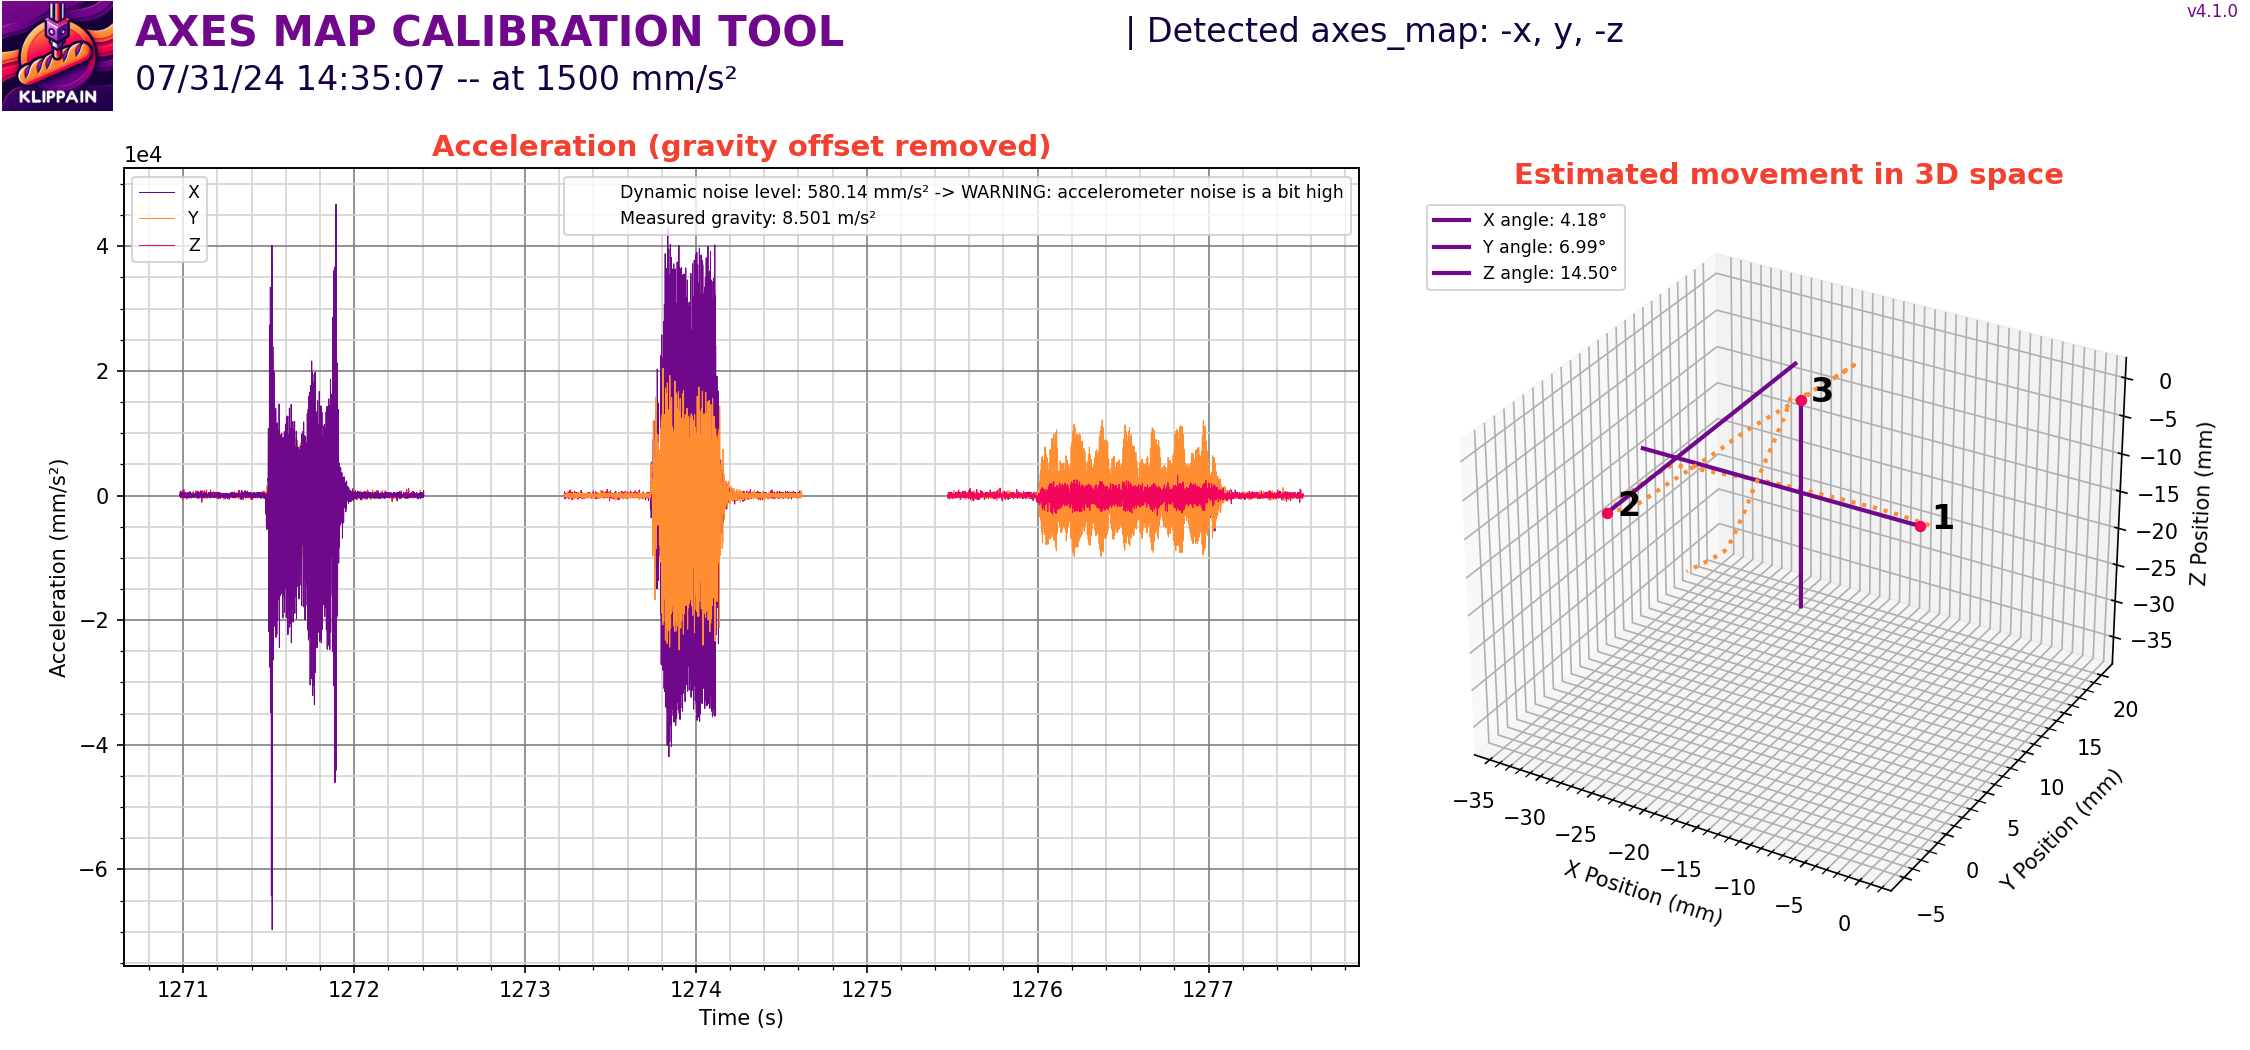 KLIPPAIN
AXES MAP CALIBRATION TOOL
07/31/24 14:35:07 -- at 1500 mm/s²
| Detected axes_map: -x, y, -z
v4.1.0
Acceleration (gravity offset removed)
1e4
X
Y
Z
Dynamic noise level: 580.14 mm/s² -> WARNING: accelerometer noise is a bit high
Measured gravity: 8.501 m/s²
4
2
0
−2
−4
−6
Acceleration (mm/s²)
1271
1272
1273
1274
1275
1276
1277
Time (s)
Estimated movement in 3D space
X angle: 4.18°
Y angle: 6.99°
Z angle: 14.50°
3
2
1
0
−5
−10
−15
−20
−25
−30
−35
Z Position (mm)
20
15
10
5
0
−5
Y Position (mm)
−35
−30
−25
−20
−15
−10
−5
0
X Position (mm)